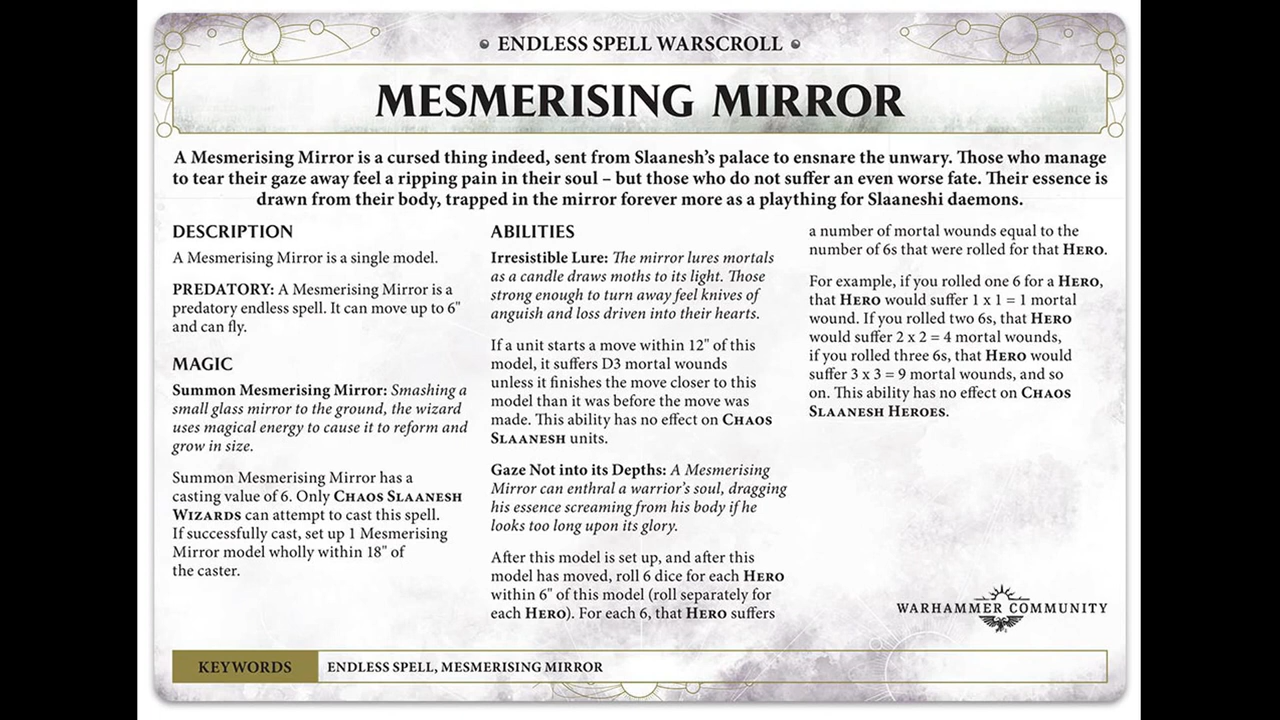 ENDLESS SPELL WARSCROLL
MESMERISING MIRROR
A Mesmerising Mirror is a cursed thing indeed, sent from Slaanesh's palace to ensnare the unwary. Those who manage
to tear their gaze away feel a ripping pain in their soul – but those who do not suffer an even worse fate. Their essence is
drawn from their body, trapped in the mirror forever more as a plaything for Slaaneshi daemons.
DESCRIPTION
A Mesmerising Mirror is a single model.
PREDATORY: A Mesmerising Mirror is a
predatory endless spell. It can move up to 6"
and can fly.
MAGIC
Summon Mesmerising Mirror: Smashing a
small glass mirror to the ground, the wizard
uses magical energy to cause it to reform and
grow in size.
Summon Mesmerising Mirror has a
casting value of 6. Only CHAOS SLAANESH
WIZARDS can attempt to cast this spell.
If successfully cast, set up 1 Mesmerising
Mirror model wholly within 18" of
the caster.
ABILITIES
Irresistible Lure: The mirror lures mortals
as a candle draws moths to its light. Those
strong enough to turn away feel knives of
anguish and loss driven into their hearts.
If a unit starts a move within 12" of this
model, it suffers D3 mortal wounds
unless it finishes the move closer to this
model than it was before the move was
made. This ability has no effect on CHAOS
SLAANESH units.
Gaze Not into its Depths: A Mesmerising
Mirror can enthral a warrior's soul, dragging
his essence screaming from his body if he
looks too long upon its glory.
After this model is set up, and after this
model has moved, roll 6 dice for each HERO
within 6" of this model (roll separately for
each HERO). For each 6, that HERO suffers
a number of mortal wounds equal to the
number of 6s that were rolled for that HERO.
For example, if you rolled one 6 for a HERO,
that HERO would suffer 1 x 1 = 1 mortal
wound. If you rolled two 6s, that HERO
would suffer 2 x 2 = 4 mortal wounds,
if you rolled three 6s, that HERO would
suffer 3 x 3 = 9 mortal wounds, and so
on. This ability has no effect on CHAOS
SLAANESH HEROES.
WARHAMMER COMMUNITY
KEYWORDS
ENDLESS SPELL, MESMERISING MIRROR